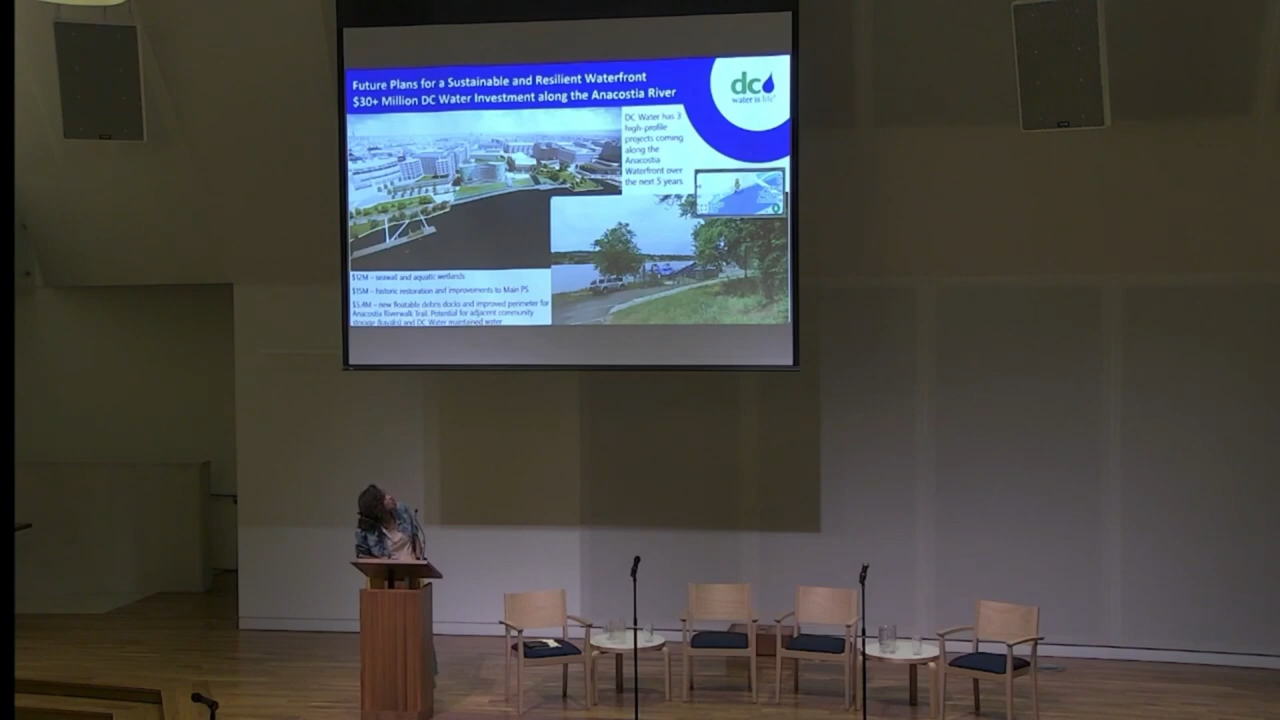 Future Plans for a Sustainable and Resilient Waterfront
$30+ Million DC Water Investment along the Anacostia River
dc
water is life
DC Water has 3
high-profile
projects coming
along the
Anacostia
Waterfront over
the next 5 years
$12M – seawall and aquatic wetlands
$15M – historic restoration and improvements to Main PS
$3.4M – new floatable debris docks and improved perimeter for
Anacostia Riverwalk Trail. Potential for adjacent community
storage (kayaks) and DC Water maintained water